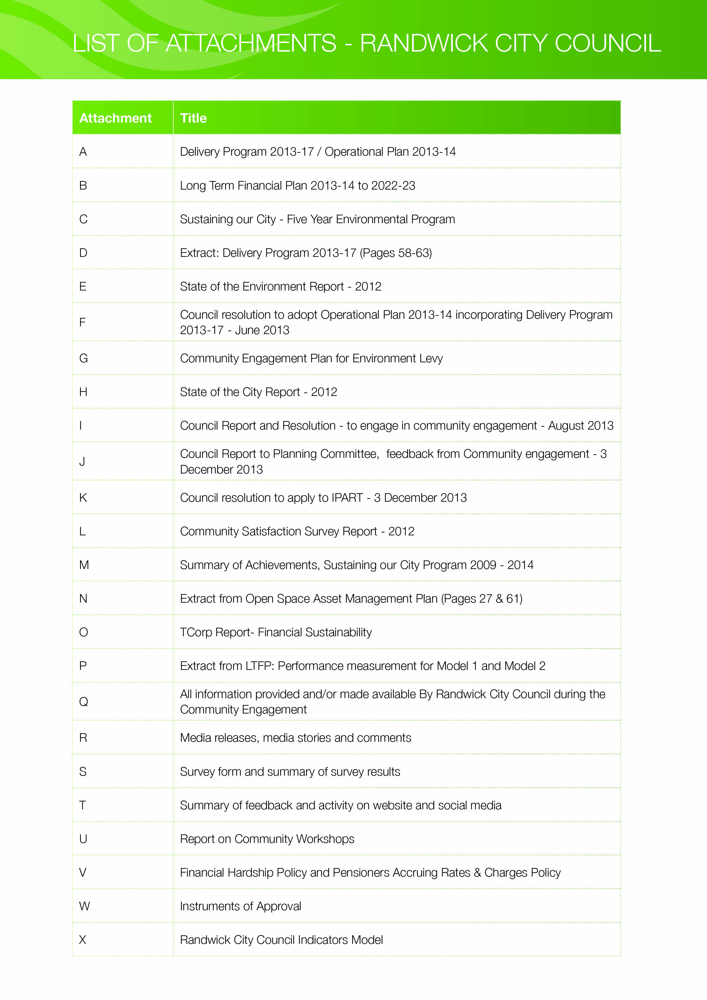 LIST OF ATTACHMENTS - RANDWICK CITY COUNCIL
Attachment Title
A Delivery Program 2013-17 / Operational Plan 2013-14
B Long Term Financial Plan 2013-14 to 2022-23
C Sustaining our City - Five Year Environmental Program
D Extract: Delivery Program 2013-17 (Pages 58-63)
E State of the Environment Report - 2012
F Council resolution to adopt Operational Plan 2013-14 incorporating Delivery Program
2013-17 - June 2013
G Community Engagement Plan for Environment Levy
H State of the City Report - 2012
I Council Report and Resolution - to engage in community engagement - August 2013
J Council Report to Planning Committee,  feedback from Community engagement - 3
December 2013
K Council resolution to apply to IPART - 3 December 2013
L Community Satisfaction Survey Report - 2012
M Summary of Achievements, Sustaining our City Program 2009 - 2014
N Extract from Open Space Asset Management Plan (Pages 27 & 61)
O TCorp Report- Financial Sustainability
P Extract from LTFP: Performance measurement for Model 1 and Model 2
Q All information provided and/or made available By Randwick City Council during the
Community Engagement
R Media releases, media stories and comments
S Survey form and summary of survey results
T Summary of feedback and activity on website and social media
U Report on Community Workshops
V Financial Hardship Policy and Pensioners Accruing Rates & Charges Policy
W Instruments of Approval
X Randwick City Council Indicators Model